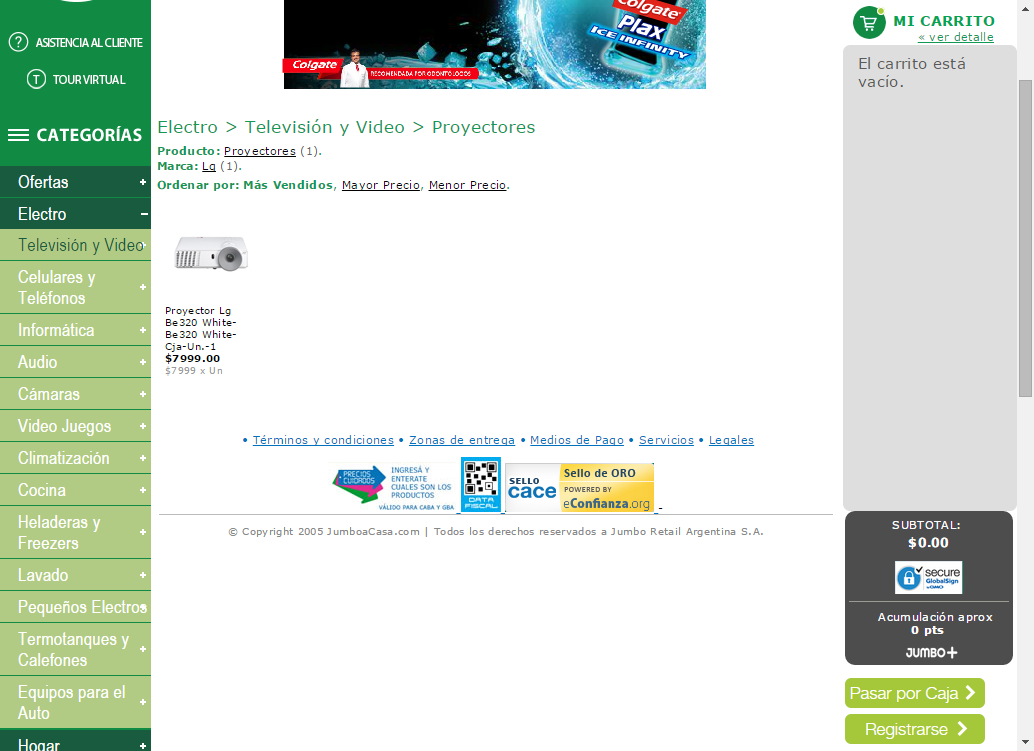 ASISTENCIA AL CLIENTE
TOUR VIRTUAL
CATEGORÍAS
Ofertas
Electro
Televisión y Video
Celulares y
Teléfonos
Informática
Audio
Cámaras
Video Juegos
Climatización
Cocina
Heladeras y
Freezers
Lavado
Pequeños Electros
Termotanques y
Calefones
Equipos para el
Auto
Hogar
Colgate
Plax
ICE INFINITY
Colgate
RECOMENDADA POR ODONTÓLOGOS
Electro > Televisión y Video > Proyectores
Producto: Proyectores (1).
Marca: Lg (1).
Ordenar por: Más Vendidos, Mayor Precio, Menor Precio.
Proyector Lg
Be320 White-
Be320 White-
Cja-Un.-1
$7999.00
$7999 x Un
• Términos y condiciones • Zonas de entrega • Medios de Pago • Servicios • Legales
PRECIOS
CUIDADOS
INGRESÁ Y
ENTERATE
CUALES SON LOS
PRODUCTOS
VÁLIDO PARA CABA Y GBA
DATA
FISCAL
SELLO
cace
Sello de ORO
POWERED BY
eConfianza.org
© Copyright 2005 JumboaCasa.com | Todos los derechos reservados a Jumbo Retail Argentina S.A.
MI CARRITO
« ver detalle
El carrito está
vacío.
SUBTOTAL:
$0.00
secure
GlobalSign
by GMO
Acumulación aprox
0 pts
JUMBO+
Pasar por Caja
Registrarse